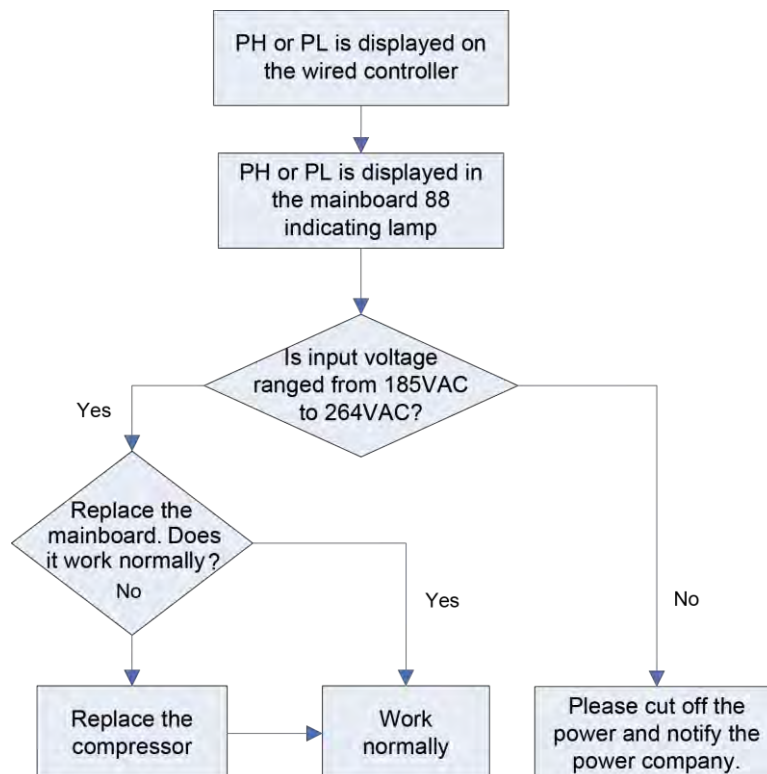 PH or PL is displayed on
the wired controller
PH or PL is displayed in
the mainboard 88
indicating lamp
Is input voltage
ranged from 185VAC
to 264VAC?
Yes
Replace the
mainboard. Does
it work normally?
No
Yes
No
Replace the
compressor
Work
normally
Please cut off the
power and notify the
power company.